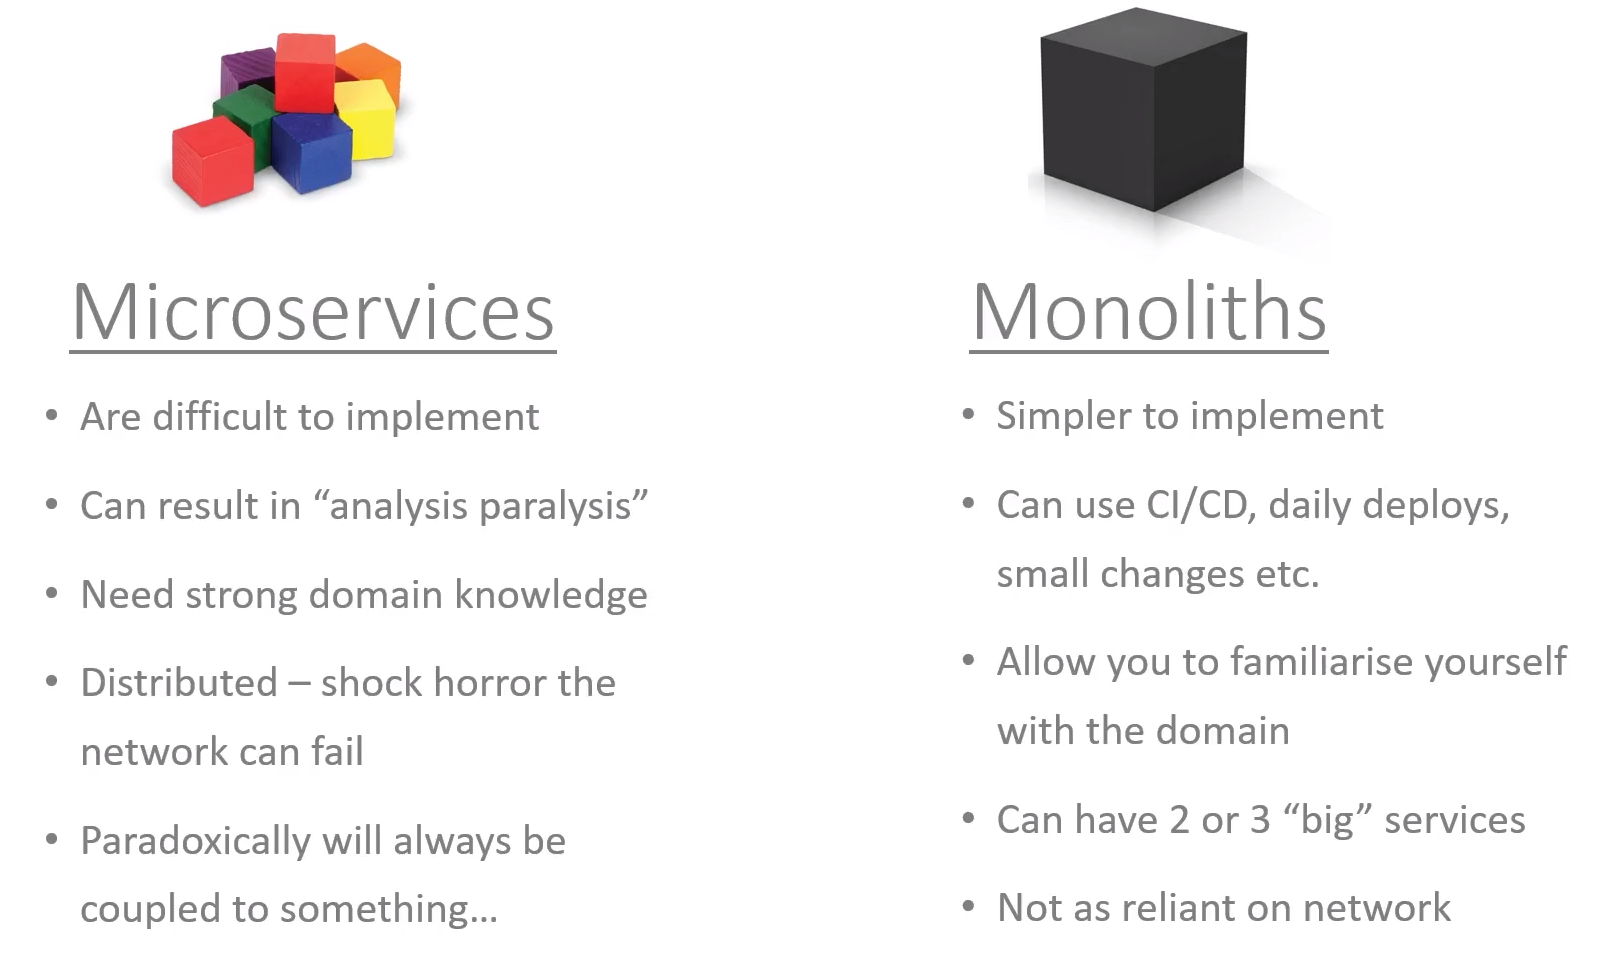 Microservices
• Are difficult to implement
• Can result in “analysis paralysis”
• Need strong domain knowledge
• Distributed – shock horror the
network can fail
• Paradoxically will always be
coupled to something…
Monoliths
• Simpler to implement
• Can use CI/CD, daily deploys,
small changes etc.
• Allow you to familiarise yourself
with the domain
• Can have 2 or 3 “big” services
• Not as reliant on network